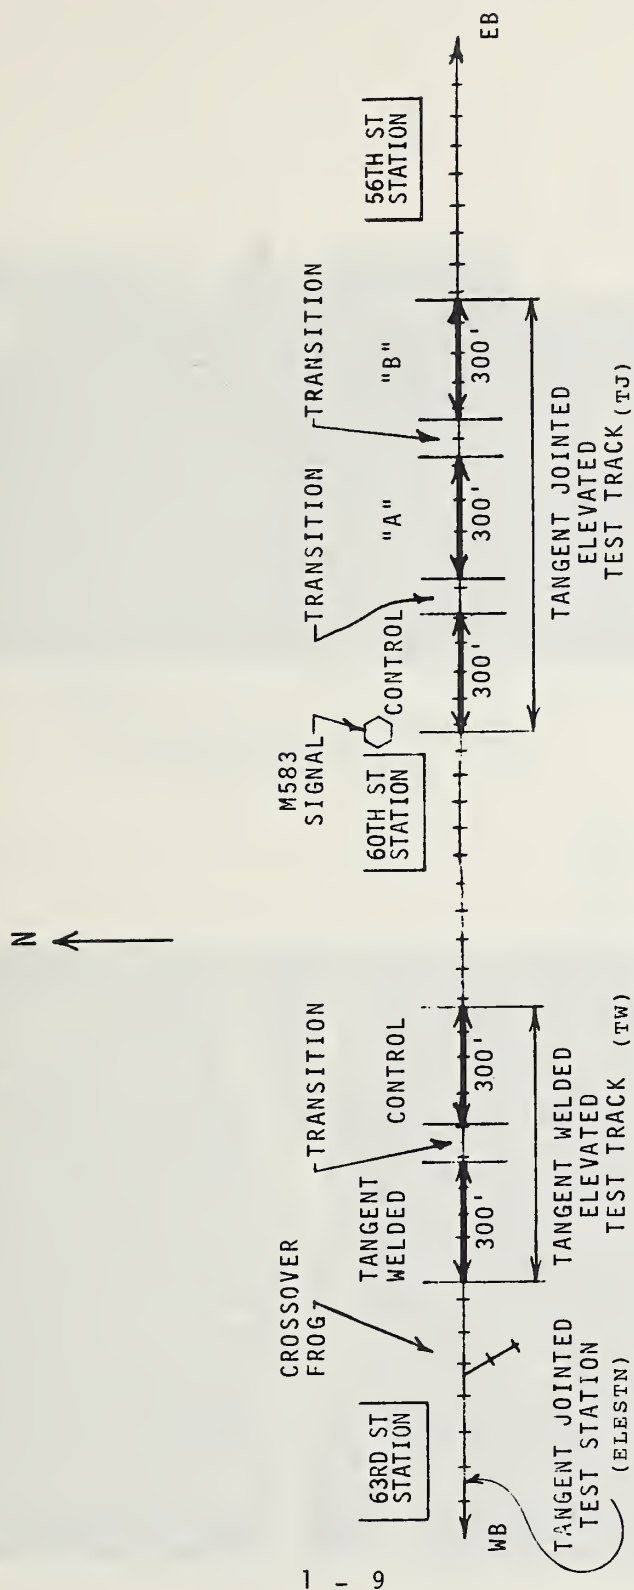 N
EB
56TH ST
STATION
TRANSITION
"B"
300'
TRANSITION
"A"
300'
CONTROL
300'
M583
SIGNAL
60TH ST
STATION
TANGENT JOINTED
ELEVATED
TEST TRACK (TJ)
TRANSITION
CONTROL
300'
TANGENT
WELDED
300'
CROSSOVER
FROG
TANGENT WELDED
ELEVATED
TEST TRACK (TW)
63RD ST
STATION
WB
TANGENT JOINTED
TEST STATION
(ELESTN)
1 - 9